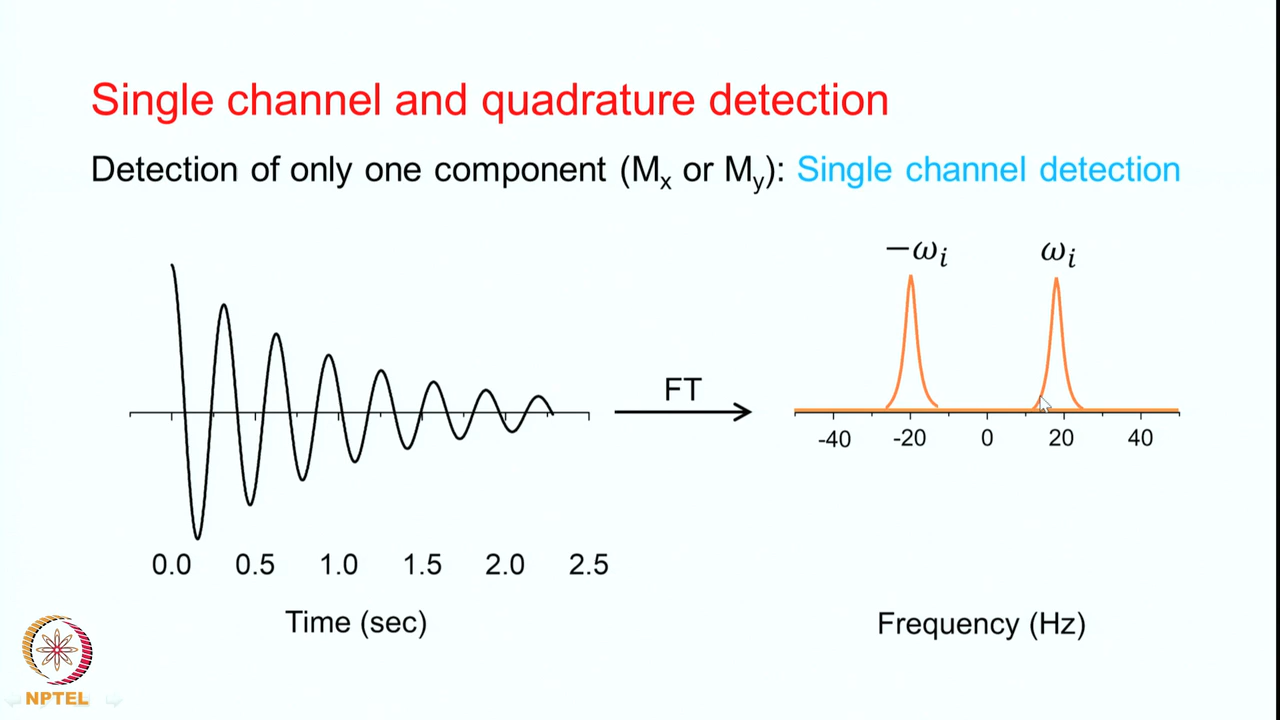 Single channel and quadrature detection
Detection of only one component (Mx or My): Single channel detection
−ωi ωi
FT
-40 -20 0 20 40
0.0 0.5 1.0 1.5 2.0 2.5
Time (sec)
Frequency (Hz)
NPTEL